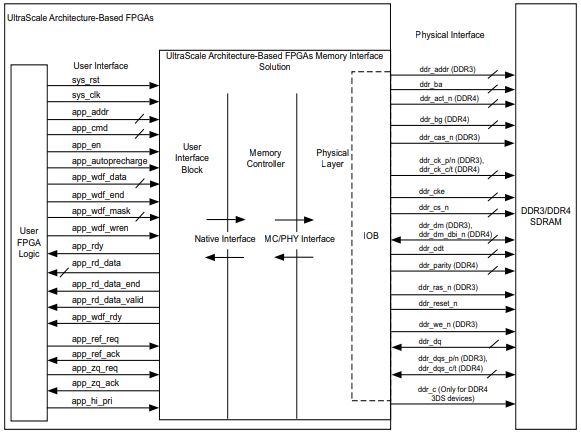 UltraScale Architecture-Based FPGAs
User Interface
sys_rst
sys_clk
app_addr
app_cmd
app_en
app_autoprecharge
app_wdf_data
app_wdf_end
app_wdf_mask
app_wdf_wren
app_rdy
app_rd_data
app_rd_data_end
app_rd_data_valid
app_wdf_rdy
app_ref_req
app_ref_ack
app_zq_req
app_zq_ack
app_hi_pri
User
FPGA
Logic
UltraScale Architecture-Based FPGAs Memory Interface
Solution
User
Interface
Block
Memory
Controller
Physical
Layer
Native Interface
MC/PHY Interface
IOB
Physical Interface
ddr_addr (DDR3)
ddr_ba
ddr_act_n (DDR4)
ddr_bg (DDR4)
ddr_cas_n (DDR3)
ddr_ck_p/n (DDR3),
ddr_ck_c/t (DDR4)
ddr_cke
ddr_cs_n
ddr_dm (DDR3),
ddr_dm_dbi_n (DDR4)
ddr_odt
ddr_parity (DDR4)
ddr_ras_n (DDR3)
ddr_reset_n
ddr_we_n (DDR3)
ddr_dq
ddr_dqs_p/n (DDR3),
ddr_dqs_c/t (DDR4)
ddr_c (Only for DDR4
3DS devices)
DDR3/DDR4
SDRAM